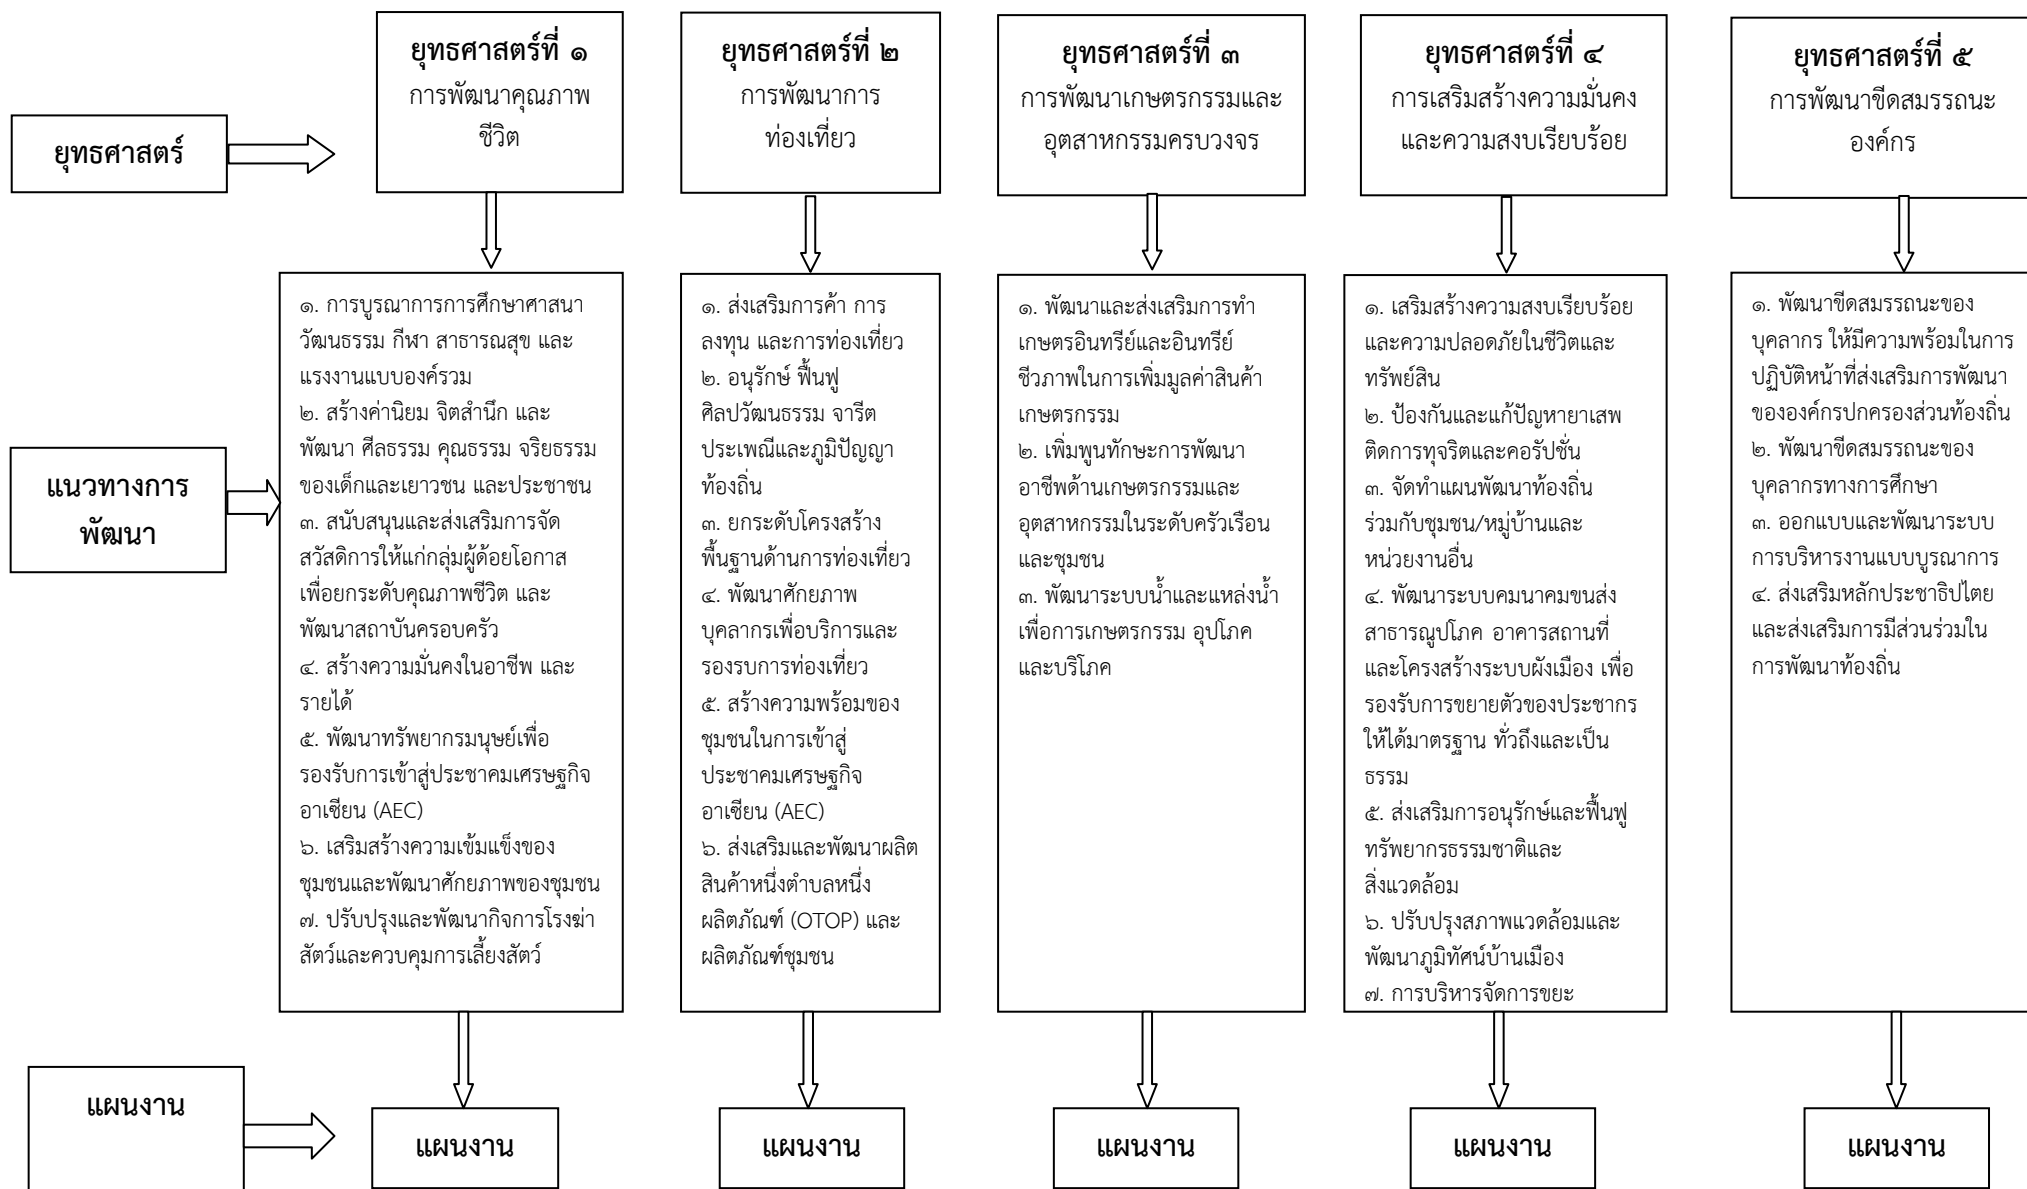 ยุทธศาสตร์
ยุทธศาสตร์ที่ ๑
การพัฒนาคุณภาพ
ชีวิต
ยุทธศาสตร์ที่ ๒
การพัฒนาการ
ท่องเที่ยว
ยุทธศาสตร์ที่ ๓
การพัฒนาเกษตรกรรมและ
อุตสาหกรรมครบวงจร
ยุทธศาสตร์ที่ ๔
การเสริมสร้างความมั่นคง
และความสงบเรียบร้อย
ยุทธศาสตร์ที่ ๕
การพัฒนาขีดสมรรถนะ
องค์กร
แนวทางการ
พัฒนา
๑. การบูรณาการการศึกษาศาสนา
วัฒนธรรม กีฬา สาธารณสุข และ
แรงงานแบบองค์รวม
๒. สร้างค่านิยม จิตสำนึก และ
พัฒนา ศีลธรรม คุณธรรม จริยธรรม
ของเด็กและเยาวชน และประชาชน
๓. สนับสนุนและส่งเสริมการจัด
สวัสดิการให้แก่กลุ่มผู้ด้อยโอกาส
เพื่อยกระดับคุณภาพชีวิต และ
พัฒนาสถาบันครอบครัว
๔. สร้างความมั่นคงในอาชีพ และ
รายได้
๕. พัฒนาทรัพยากรมนุษย์เพื่อ
รองรับการเข้าสู่ประชาคมเศรษฐกิจ
อาเซียน (AEC)
๖. เสริมสร้างความเข้มแข็งของ
ชุมชนและพัฒนาศักยภาพของชุมชน
๗. ปรับปรุงและพัฒนากิจการโรงฆ่า
สัตว์และควบคุมการเลี้ยงสัตว์
๑. ส่งเสริมการค้า การ
ลงทุน และการท่องเที่ยว
๒. อนุรักษ์ ฟื้นฟู
ศิลปวัฒนธรรม จารีต
ประเพณีและภูมิปัญญา
ท้องถิ่น
๓. ยกระดับโครงสร้าง
พื้นฐานด้านการท่องเที่ยว
๔. พัฒนาศักยภาพ
บุคลากรเพื่อบริการและ
รองรบการท่องเที่ยว
๕. สร้างความพร้อมของ
ชุมชนในการเข้าสู่
ประชาคมเศรษฐกิจ
อาเซียน (AEC)
๖. ส่งเสริมและพัฒนาผลิต
สินค้าหนึ่งตำบลหนึ่ง
ผลิตภัณฑ์ (OTOP) และ
ผลิตภัณฑ์ชุมชน
๑. พัฒนาและส่งเสริมการทำ
เกษตรอินทรีย์และอินทรีย์
ชีวภาพในการเพิ่มมูลค่าสินค้า
เกษตรกรรม
๒. เพิ่มพูนทักษะการพัฒนา
อาชีพด้านเกษตรกรรมและ
อุตสาหกรรมในระดับครัวเรือน
และชุมชน
๓. พัฒนาระบบน้ำและแหล่งน้ำ
เพื่อการเกษตรกรรม อุปโภค
และบริโภค
๑. เสริมสร้างความสงบเรียบร้อย
และความปลอดภัยในชีวิตและ
ทรัพย์สิน
๒. ป้องกันและแก้ปัญหายาเสพ
ติดการทุจริตและคอรัปชั่น
๓. จัดทำแผนพัฒนาท้องถิ่น
ร่วมกับชุมชน/หมู่บ้านและ
หน่วยงานอื่น
๔. พัฒนาระบบคมนาคมขนส่ง
สาธารณูปโภค อาคารสถานที่
และโครงสร้างระบบผังเมือง เพื่อ
รองรับการขยายตัวของประชากร
ให้ได้มาตรฐาน ทั่วถึงและเป็น
ธรรม
๕. ส่งเสริมการอนุรักษ์และฟื้นฟู
ทรัพยากรธรรมชาติและ
สิ่งแวดล้อม
๖. ปรับปรุงสภาพแวดล้อมและ
พัฒนาภูมิทัศน์บ้านเมือง
๗. การบริหารจัดการขยะ
๑. พัฒนาขีดสมรรถนะของ
บุคลากร ให้มีความพร้อมในการ
ปฏิบัติหน้าที่ส่งเสริมการพัฒนา
ขององค์กรปกครองส่วนท้องถิ่น
๒. พัฒนาขีดสมรรถนะของ
บุคลากรทางการศึกษา
๓. ออกแบบและพัฒนาระบบ
การบริหารงานแบบบูรณาการ
๔. ส่งเสริมหลักประชาธิปไตย
และส่งเสริมการมีส่วนร่วมใน
การพัฒนาท้องถิ่น
แผนงาน
แผนงาน
แผนงาน
แผนงาน
แผนงาน
แผนงาน